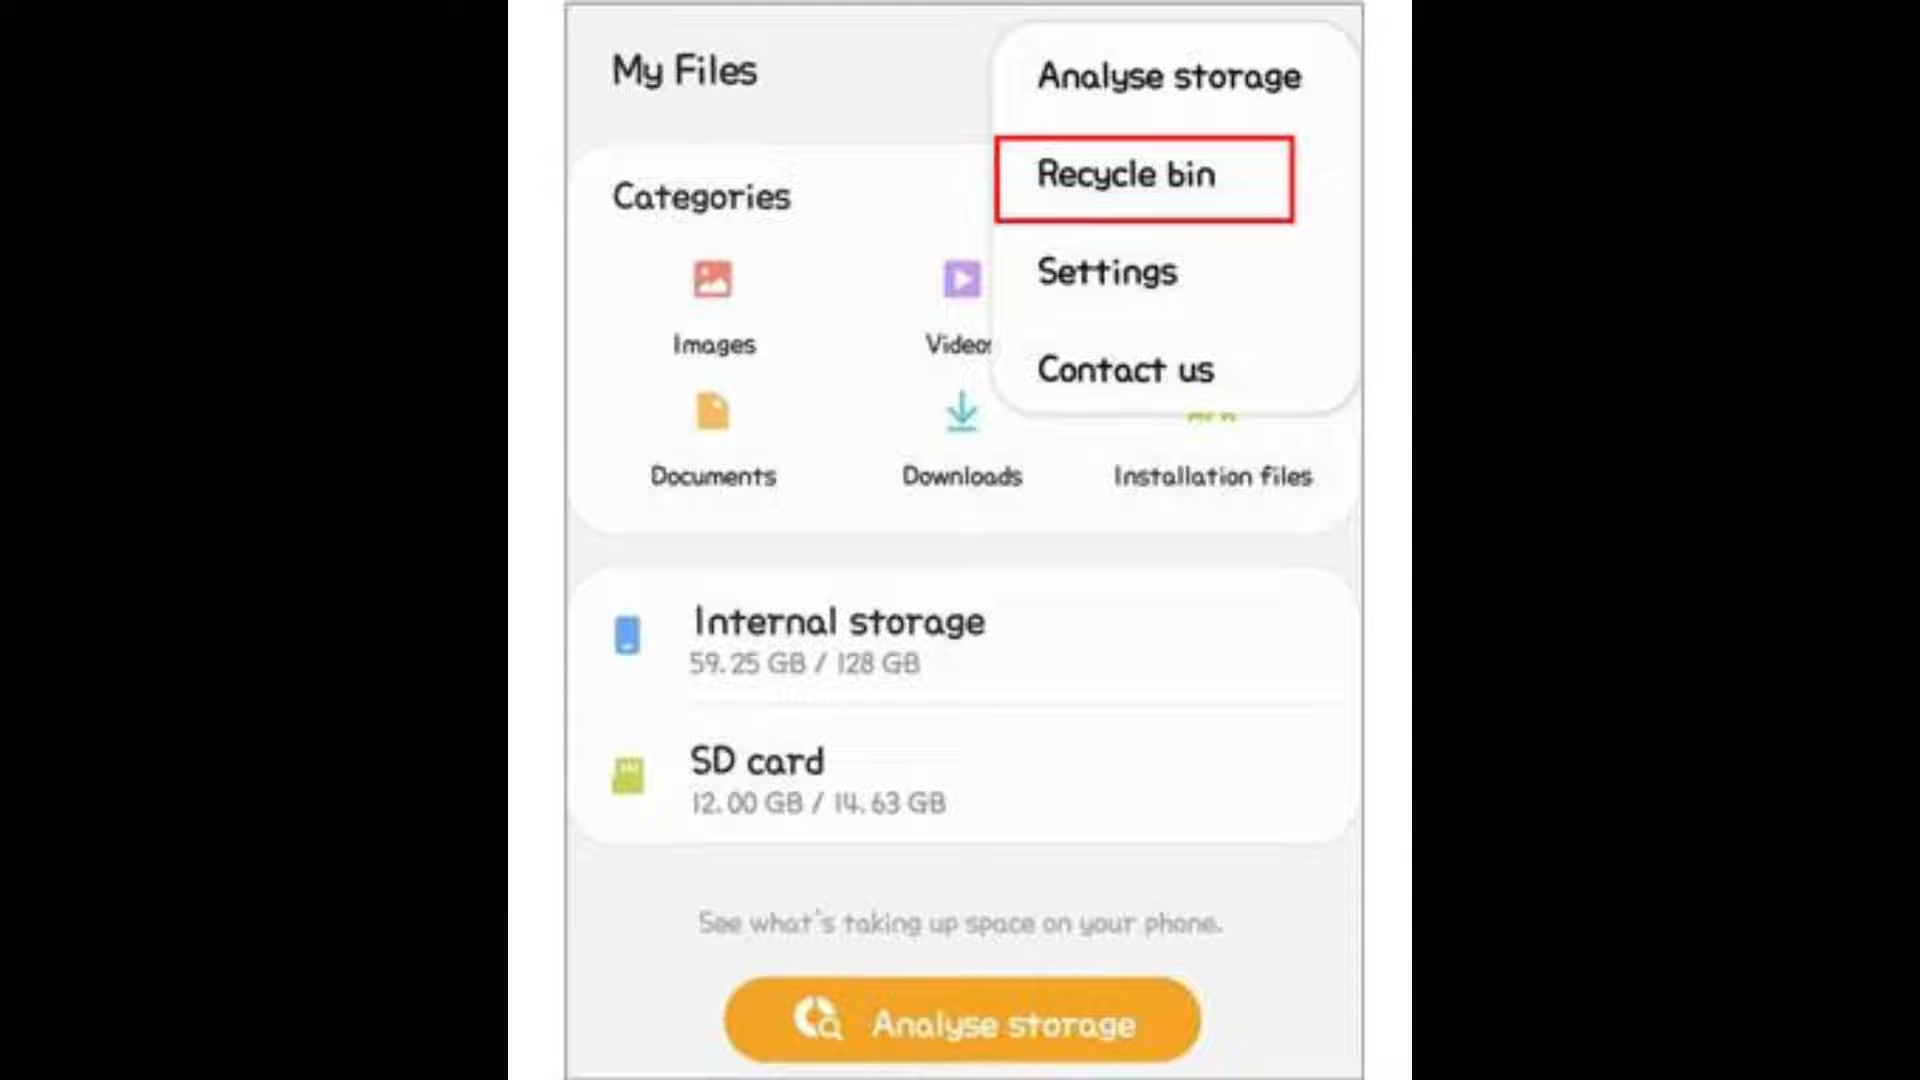 My Files
Analyse storage
Recycle bin
Settings
Contact us
Categories
Images
Documents
Downloads
Installation files
Internal storage
59.25 GB / 128 GB
SD card
12.00 GB / 14.63 GB
See what's taking up space on your phone.
Analyse storage